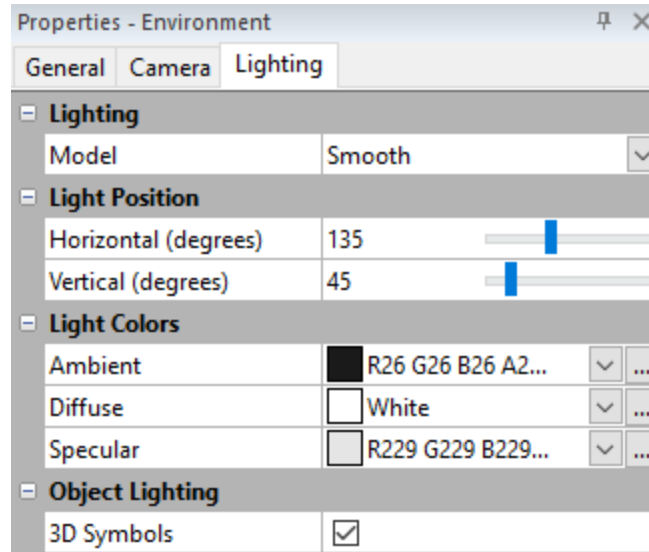 Properties - Environment
General Camera Lighting
Lighting
Model Smooth
Light Position
Horizontal (degrees) 135
Vertical (degrees) 45
Light Colors
Ambient R26 G26 B26 A2... ...
Diffuse White ...
Specular R229 G229 B229... ...
Object Lighting
3D Symbols